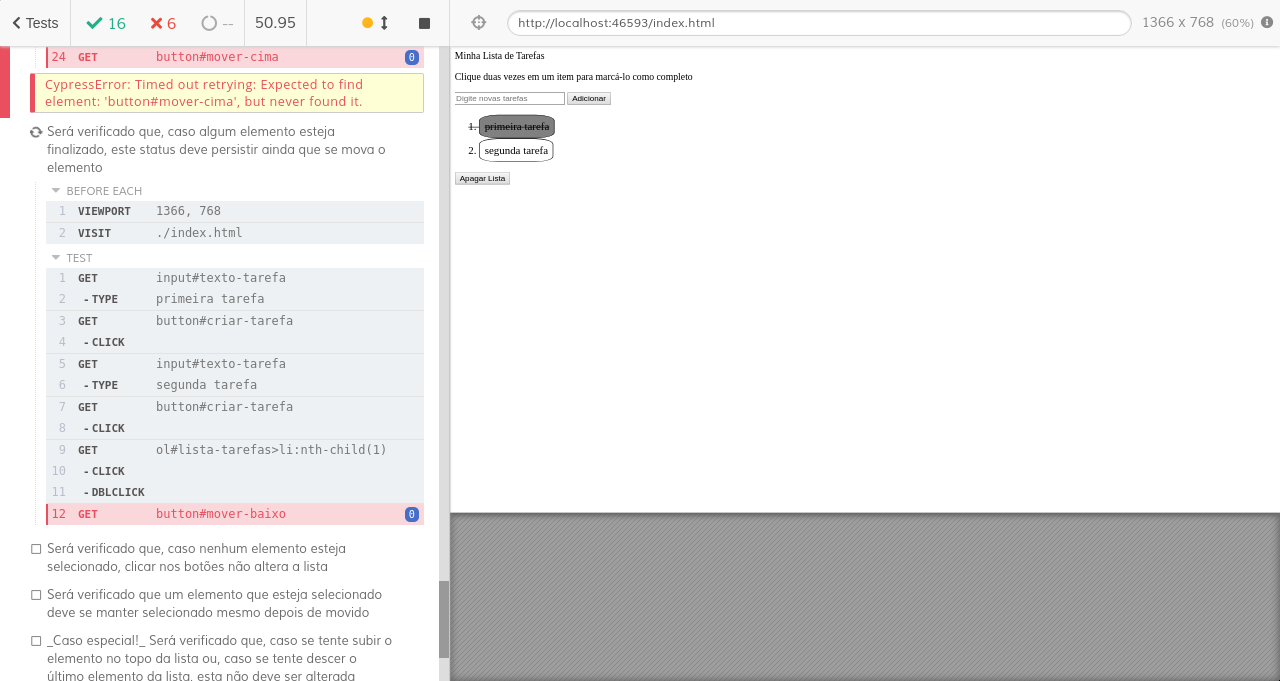 Tests 16 6 -- 50.95 http://localhost:46593/index.html 1366 x 768 (60%)
24 GET button#mover-cima 0
CypressError: Timed out retrying: Expected to find
element: 'button#mover-cima', but never found it.
Será verificado que, caso algum elemento esteja
finalizado, este status deve persistir ainda que se mova o
elemento
BEFORE EACH
1 VIEWPORT 1366, 768
2 VISIT ./index.html
TEST
1 GET input#texto-tarefa
2 -TYPE primeira tarefa
3 GET button#criar-tarefa
4 -CLICK
5 GET input#texto-tarefa
6 -TYPE segunda tarefa
7 GET button#criar-tarefa
8 -CLICK
9 GET ol#lista-tarefas>li:nth-child(1)
10 -CLICK
11 -DBLCLICK
12 GET button#mover-baixo 0
Será verificado que, caso nenhum elemento esteja
selecionado, clicar nos botões não altera a lista
Será verificado que um elemento que esteja selecionado
deve se manter selecionado mesmo depois de movido
_Caso especial!_ Será verificado que, caso se tente subir o
elemento no topo da lista ou, caso se tente descer o
último elemento da lista, esta não deve ser alterada
Minha Lista de Tarefas
Clique duas vezes em um item para marcá-lo como completo
Digite novas tarefas Adicionar
1. primeira tarefa
2. segunda tarefa
Apagar Lista